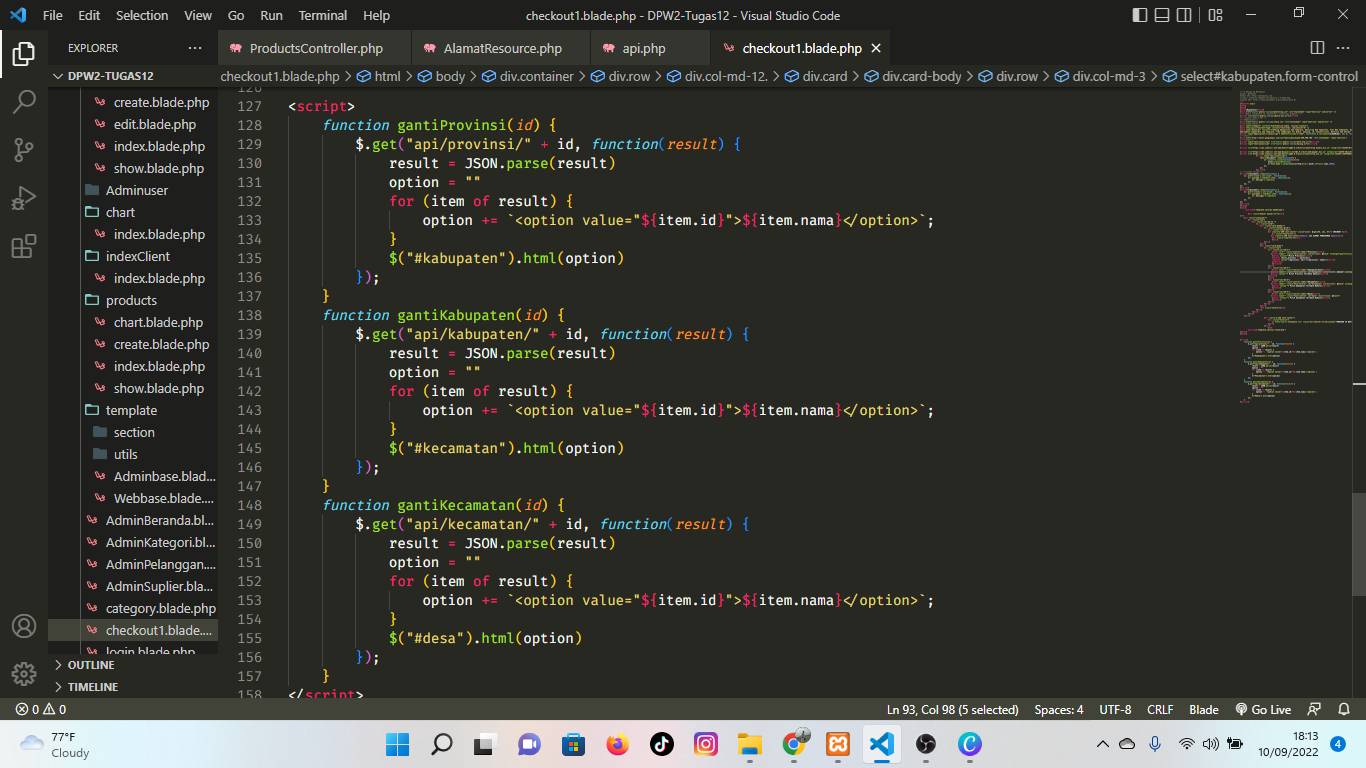 File Edit Selection View Go Run Terminal Help checkout1.blade.php - DPW2-Tugas12 - Visual Studio Code
EXPLORER ··· ProductsController.php AlamatResource.php api.php checkout1.blade.php
DPW2-TUGAS12
checkout1.blade.php > html > body > div.container > div.row > div.col-md-12. > div.card > div.card-body > div.row > div.col-md-3 > select#kabupaten.form-control
create.blade.php
edit.blade.php
index.blade.php
show.blade.php
Adminuser
chart
index.blade.php
indexClient
index.blade.php
products
chart.blade.php
create.blade.php
index.blade.php
show.blade.php
template
section
utils
Adminbase.blad...
Webbase.blade....
AdminBeranda.bl...
AdminKategori.bl...
AdminPelanggan....
AdminSuplier.bla...
category.blade.php
checkout1.blade....
login.blade.php
OUTLINE
TIMELINE
126
127 <script>
128 function gantiProvinsi(id) {
129 $.get("api/provinsi/" + id, function(result) {
130 result = JSON.parse(result)
131 option = ""
132 for (item of result) {
133 option += `<option value="${item.id}">${item.nama}</option>`;
134 }
135 $("#kabupaten").html(option)
136 });
137 }
138 function gantiKabupaten(id) {
139 $.get("api/kabupaten/" + id, function(result) {
140 result = JSON.parse(result)
141 option = ""
142 for (item of result) {
143 option += `<option value="${item.id}">${item.nama}</option>`;
144 }
145 $("#kecamatan").html(option)
146 });
147 }
148 function gantiKecamatan(id) {
149 $.get("api/kecamatan/" + id, function(result) {
150 result = JSON.parse(result)
151 option = ""
152 for (item of result) {
153 option += `<option value="${item.id}">${item.nama}</option>`;
154 }
155 $("#desa").html(option)
156 });
157 }
158 </script>
0 0 Ln 93, Col 98 (5 selected) Spaces: 4 UTF-8 CRLF Blade Go Live
77°F
Cloudy
18:13
10/09/2022 4